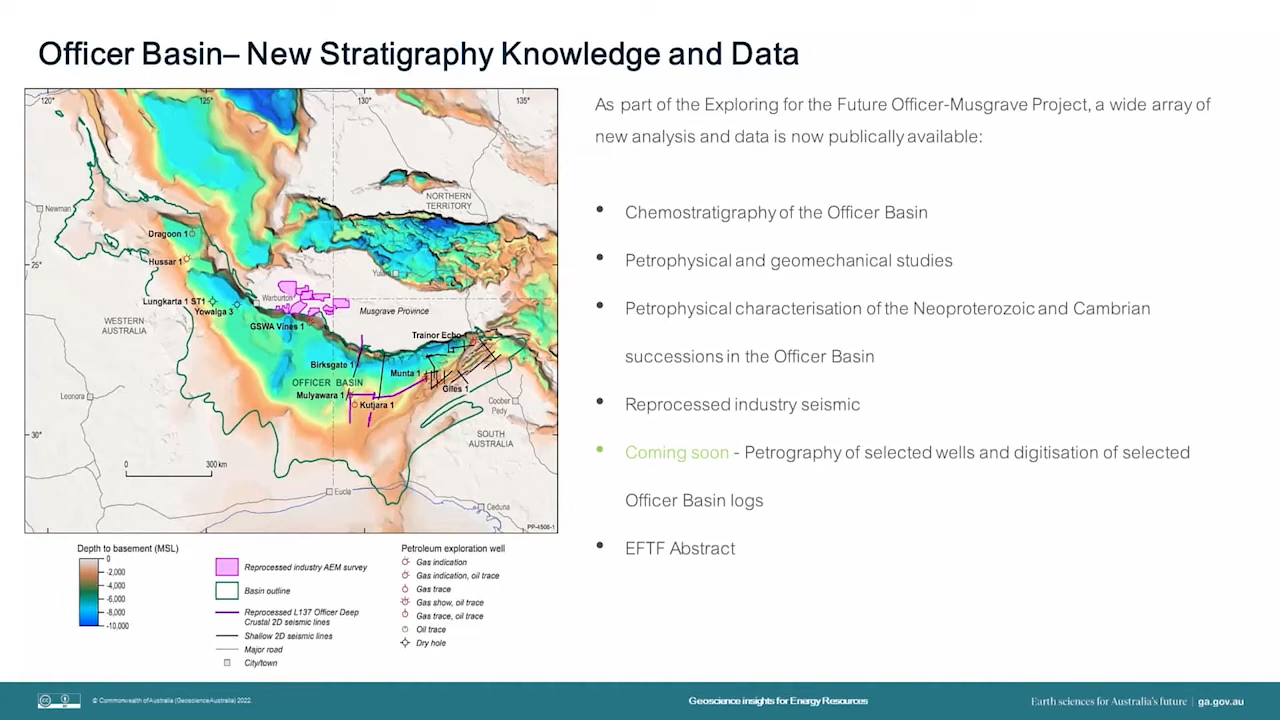 Officer Basin– New Stratigraphy Knowledge and Data
As part of the Exploring for the Future Officer-Musgrave Project, a wide array of
new analysis and data is now publically available:
• Chemostratigraphy of the Officer Basin
• Petrophysical and geomechanical studies
• Petrophysical characterisation of the Neoproterozoic and Cambrian
successions in the Officer Basin
• Reprocessed industry seismic
• Coming soon - Petrography of selected wells and digitisation of selected
Officer Basin logs
• EFTF Abstract
120°
125°
130°
135°
NORTHERN
TERRITORY
Newman
Dragoon 1
Hussar 1
25°
Yulara
Lungkarta 1 ST1
Warburton
Yowalga 3
Musgrave Province
WESTERN
AUSTRALIA
GSWA Vines 1
Trainor Echo 1
Birksgate 1
Munta 1
OFFICER BASIN
Giles 1
Mulyawara 1
Kutjara 1
Leonora
Coober
Pedy
30°
SOUTH
AUSTRALIA
0
300 km
Eucla
Ceduna
PP-4506-1
Depth to basement (MSL)
0
-2,000
-4,000
-6,000
-8,000
-10,000
Reprocessed industry AEM survey
Basin outline
Reprocessed L137 Officer Deep
Crustal 2D seismic lines
Shallow 2D seismic lines
Major road
City/town
Petroleum exploration well
Gas indication
Gas indication, oil trace
Gas trace
Gas show, oil trace
Gas trace, oil trace
Oil trace
Dry hole
© Commonwealth of Australia (Geoscience Australia) 2022.
Geoscience insights for Energy Resources
Earth sciences for Australia's future | ga.gov.au